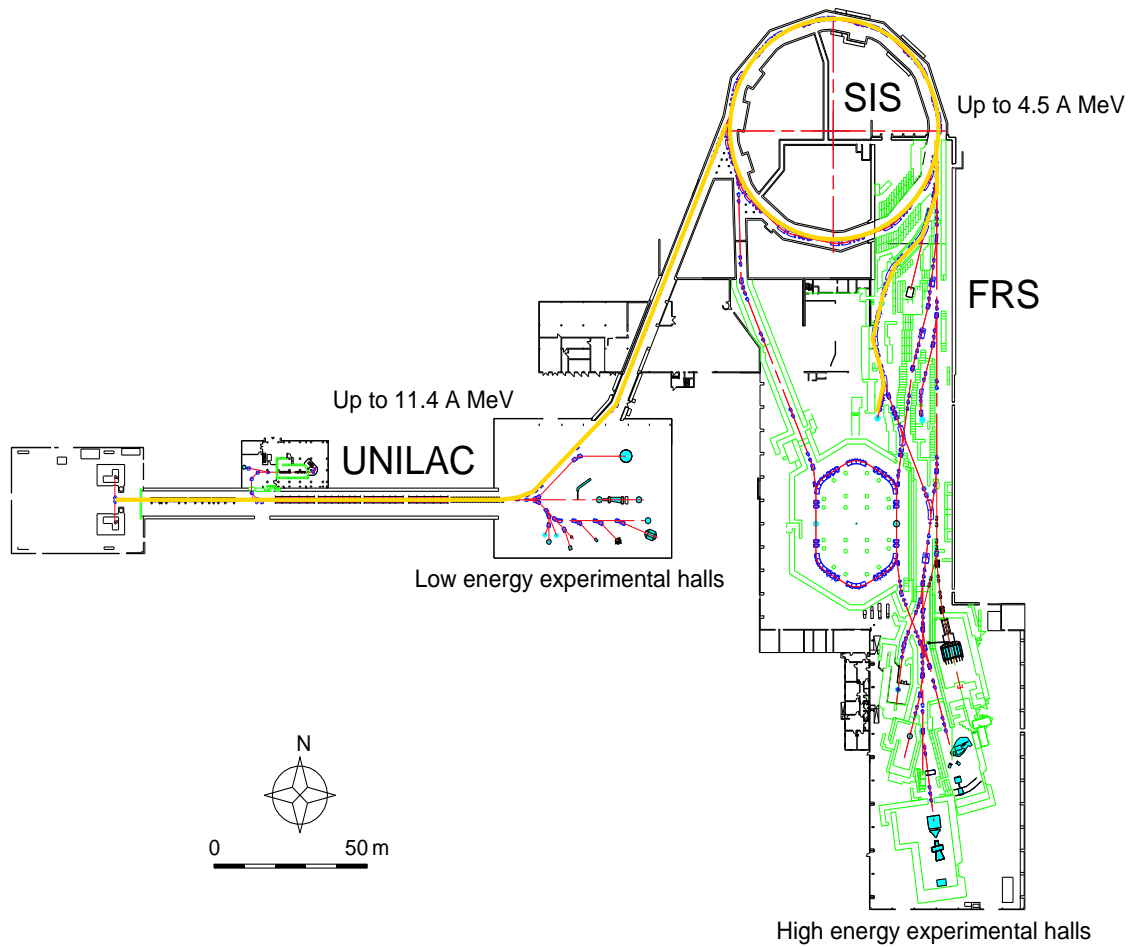 SIS
Up to 4.5 A MeV
FRS
Up to 11.4 A MeV
UNILAC
Low energy experimental halls
N
0 50 m
High energy experimental halls